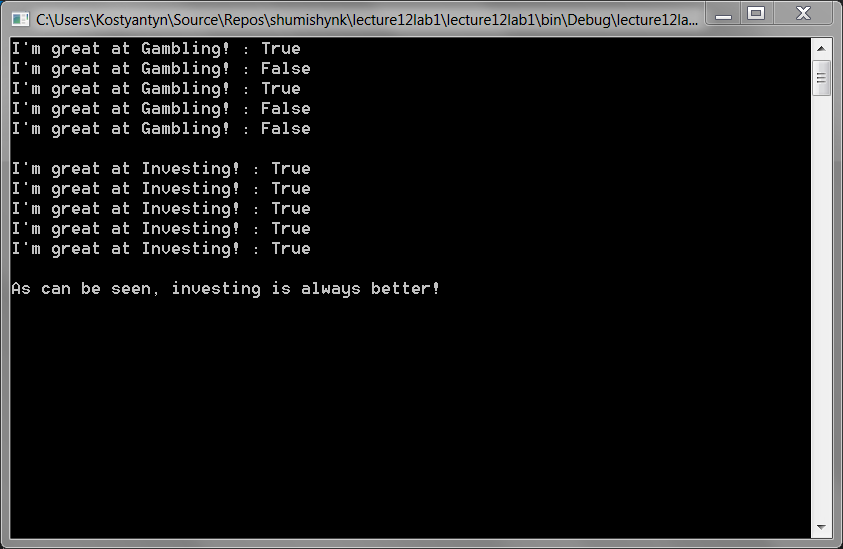 C:\Users\Kostyantyn\Source\Repos\shumishynk\lecture12lab1\lecture12lab1\bin\Debug\lecture12la...
I'm great at Gambling! : True
I'm great at Gambling! : False
I'm great at Gambling! : True
I'm great at Gambling! : False
I'm great at Gambling! : False
I'm great at Investing! : True
I'm great at Investing! : True
I'm great at Investing! : True
I'm great at Investing! : True
I'm great at Investing! : True
As can be seen, investing is always better!